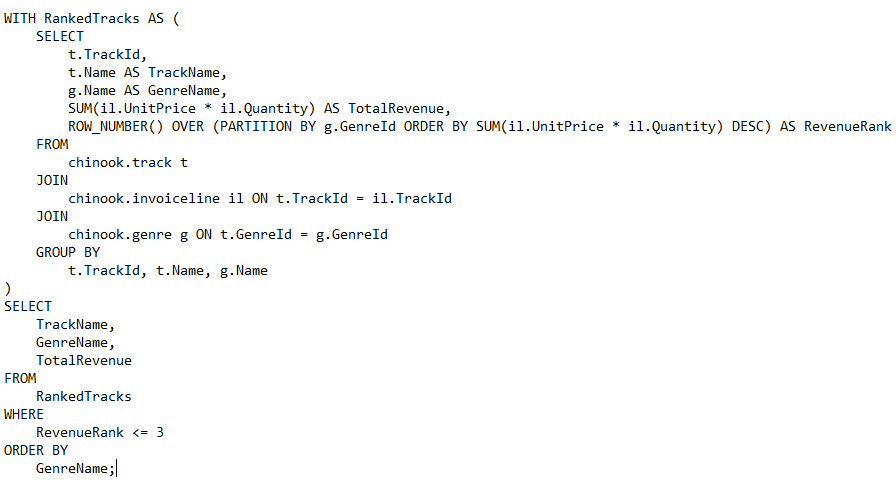 WITH RankedTracks AS (
    SELECT
        t.TrackId,
        t.Name AS TrackName,
        g.Name AS GenreName,
        SUM(il.UnitPrice * il.Quantity) AS TotalRevenue,
        ROW_NUMBER() OVER (PARTITION BY g.GenreId ORDER BY SUM(il.UnitPrice * il.Quantity) DESC) AS RevenueRank
    FROM
        chinook.track t
    JOIN
        chinook.invoiceline il ON t.TrackId = il.TrackId
    JOIN
        chinook.genre g ON t.GenreId = g.GenreId
    GROUP BY
        t.TrackId, t.Name, g.Name
)
SELECT
    TrackName,
    GenreName,
    TotalRevenue
FROM
    RankedTracks
WHERE
    RevenueRank <= 3
ORDER BY
    GenreName;